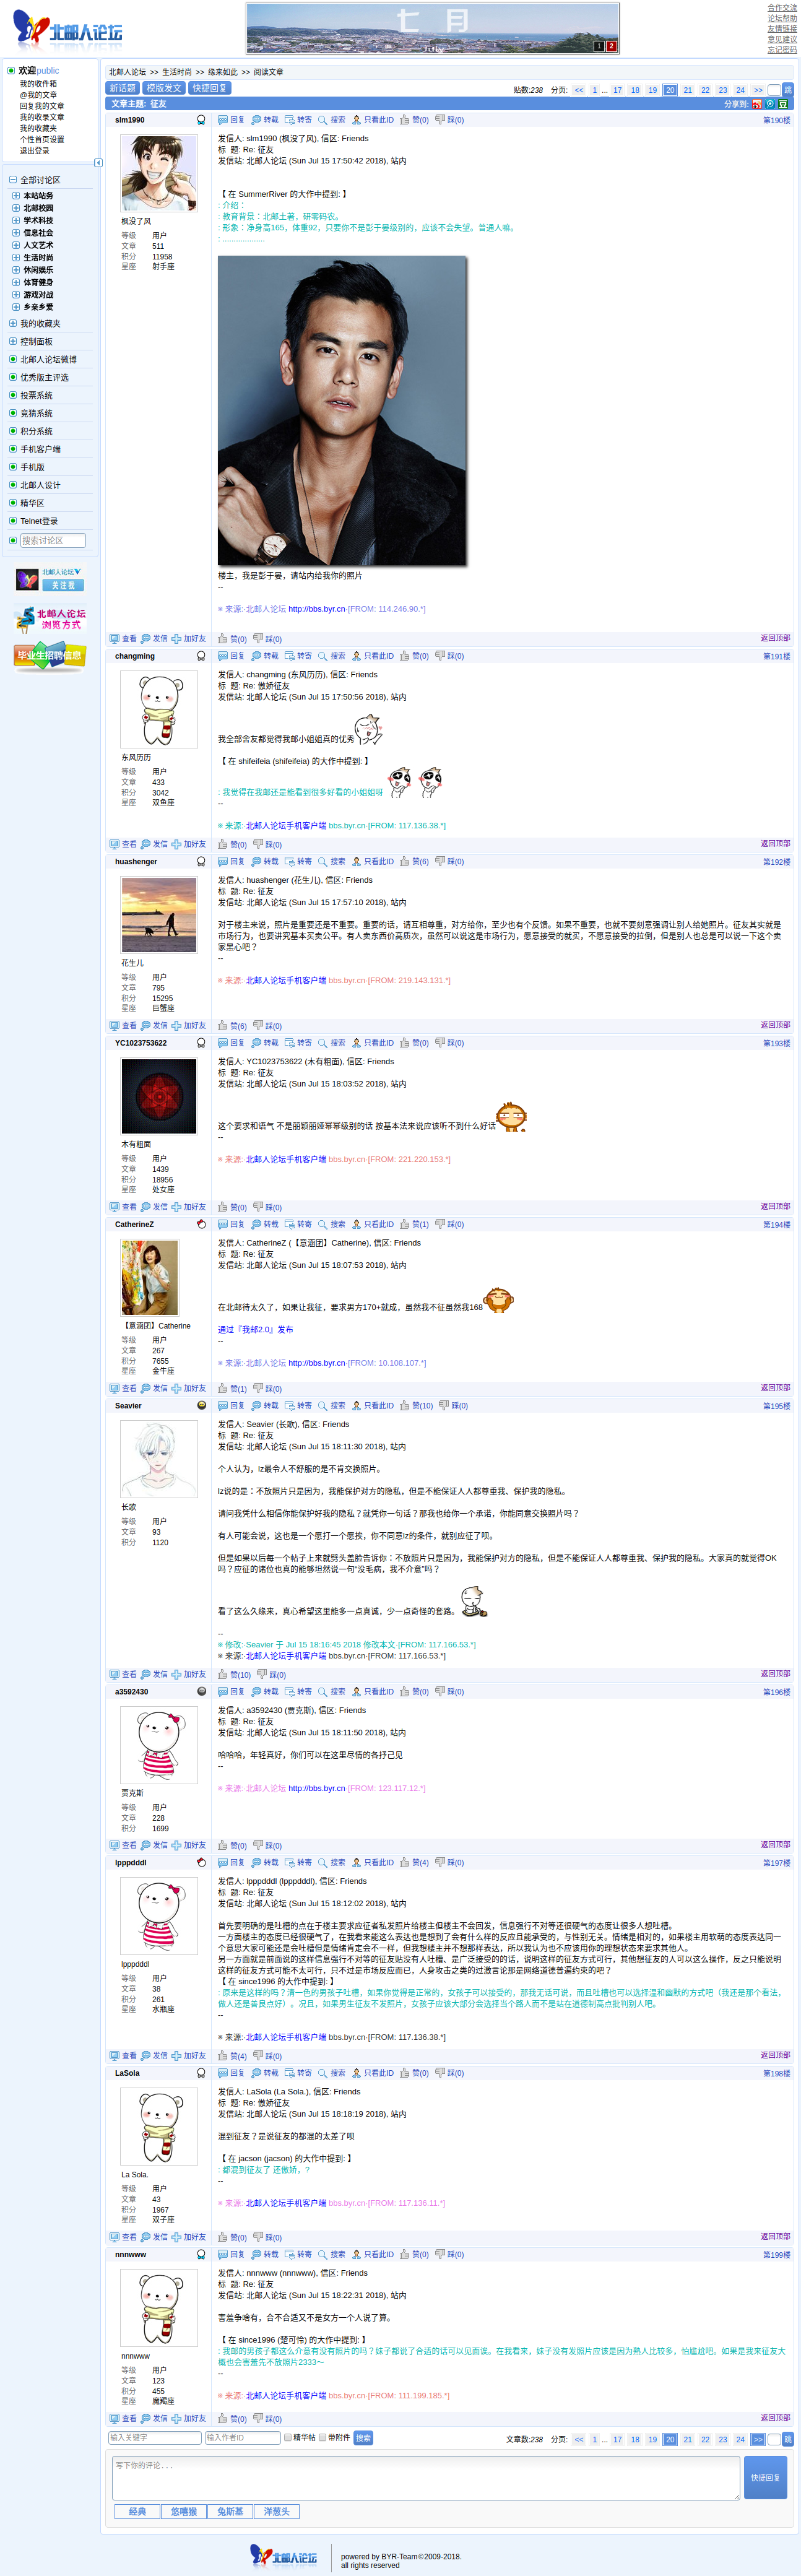 北邮人论坛
七 月
July
1 2
合作交流
论坛帮助
友情链接
意见建议
忘记密码
欢迎public
我的收件箱
@我的文章
回复我的文章
我的收录文章
我的收藏夹
个性首页设置
退出登录
全部讨论区
本站站务
北邮校园
学术科技
信息社会
人文艺术
生活时尚
休闲娱乐
体育健身
游戏对战
乡亲乡爱
我的收藏夹
控制面板
北邮人论坛微博
优秀版主评选
投票系统
竞猜系统
积分系统
手机客户端
手机版
北邮人设计
精华区
Telnet登录
搜索讨论区
北邮人论坛
关注我
北邮人论坛
浏览方式
毕业生招聘信息
北邮人论坛 >> 生活时尚 >> 缘来如此 >> 阅读文章
新话题 模版发文 快捷回复
贴数:238 分页: << 1 ... 17 18 19 20 21 22 23 24 >> 跳
文章主题: 征友
分享到:
slm1990
回复 转载 转寄 搜索 只看此ID 赞(0) 踩(0) 第190楼
枫没了风
等级 用户
文章 511
积分 11958
星座 射手座
发信人: slm1990 (枫没了风), 信区: Friends
标 题: Re: 征友
发信站: 北邮人论坛 (Sun Jul 15 17:50:42 2018), 站内
【 在 SummerRiver 的大作中提到: 】
: 介绍：
: 教育背景：北邮土著，研零码农。
: 形象：净身高165，体重92，只要你不是彭于晏级别的，应该不会失望。普通人嘛。
: ...................
楼主，我是彭于晏，请站内给我你的照片
--
※ 来源:·北邮人论坛 http://bbs.byr.cn·[FROM: 114.246.90.*]
查看 发信 加好友 赞(0) 踩(0) 返回顶部
changming
回复 转载 转寄 搜索 只看此ID 赞(0) 踩(0) 第191楼
东风历历
等级 用户
文章 433
积分 3042
星座 双鱼座
发信人: changming (东风历历), 信区: Friends
标 题: Re: 傲娇征友
发信站: 北邮人论坛 (Sun Jul 15 17:50:56 2018), 站内
我全部舍友都觉得我邮小姐姐真的忧秀
【 在 shifeifeia (shifeifeia) 的大作中提到: 】
: 我觉得在我邮还是能看到很多好看的小姐姐呀
--
※ 来源:·北邮人论坛手机客户端 bbs.byr.cn·[FROM: 117.136.38.*]
查看 发信 加好友 赞(0) 踩(0) 返回顶部
huashenger
回复 转载 转寄 搜索 只看此ID 赞(6) 踩(0) 第192楼
花生儿
等级 用户
文章 795
积分 15295
星座 巨蟹座
发信人: huashenger (花生儿), 信区: Friends
标 题: Re: 征友
发信站: 北邮人论坛 (Sun Jul 15 17:57:10 2018), 站内
对于楼主来说，照片是重要还是不重要。重要的话，请互相尊重，对方给你，至少也有个反馈。如果不重要，也就不要刻意强调让别人给她照片。征友其实就是
市场行为，也要讲究基本买卖公平。有人卖东西价高质次，虽然可以说这是市场行为，愿意接受的就买，不愿意接受的拉倒，但是别人也总是可以说一下这个卖
家黑心吧？
--
※ 来源:·北邮人论坛手机客户端 bbs.byr.cn·[FROM: 219.143.131.*]
查看 发信 加好友 赞(6) 踩(0) 返回顶部
YC1023753622
回复 转载 转寄 搜索 只看此ID 赞(0) 踩(0) 第193楼
木有粗面
等级 用户
文章 1439
积分 18956
星座 处女座
发信人: YC1023753622 (木有粗面), 信区: Friends
标 题: Re: 征友
发信站: 北邮人论坛 (Sun Jul 15 18:03:52 2018), 站内
这个要求和语气 不是丽颖丽娅幂幂级别的话 按基本法来说应该听不到什么好话
--
※ 来源:·北邮人论坛手机客户端 bbs.byr.cn·[FROM: 221.220.153.*]
查看 发信 加好友 赞(0) 踩(0) 返回顶部
CatherineZ
回复 转载 转寄 搜索 只看此ID 赞(1) 踩(0) 第194楼
【意涵团】Catherine
等级 用户
文章 267
积分 7655
星座 金牛座
发信人: CatherineZ (【意涵团】Catherine), 信区: Friends
标 题: Re: 征友
发信站: 北邮人论坛 (Sun Jul 15 18:07:53 2018), 站内
在北邮待太久了，如果让我征，要求男方170+就成，虽然我不征虽然我168
通过『我邮2.0』发布
--
※ 来源:·北邮人论坛 http://bbs.byr.cn·[FROM: 10.108.107.*]
查看 发信 加好友 赞(1) 踩(0) 返回顶部
Seavier
回复 转载 转寄 搜索 只看此ID 赞(10) 踩(0) 第195楼
长歌
等级 用户
文章 93
积分 1120
发信人: Seavier (长歌), 信区: Friends
标 题: Re: 征友
发信站: 北邮人论坛 (Sun Jul 15 18:11:30 2018), 站内
个人认为，lz最令人不舒服的是不肯交换照片。
lz说的是：不放照片只是因为，我能保护对方的隐私，但是不能保证人人都尊重我、保护我的隐私。
请问我凭什么相信你能保护好我的隐私？就凭你一句话？那我也给你一个承诺，你能同意交换照片吗？
有人可能会说，这也是一个愿打一个愿挨，你不同意lz的条件，就别应征了呗。
但是如果以后每一个帖子上来就劈头盖脸告诉你：不放照片只是因为，我能保护对方的隐私，但是不能保证人人都尊重我、保护我的隐私。大家真的就觉得OK
吗？应征的诸位也真的能够坦然说一句“没毛病，我不介意”吗？
看了这么久缘来，真心希望这里能多一点真诚，少一点奇怪的套路。
--
※ 修改:·Seavier 于 Jul 15 18:16:45 2018 修改本文·[FROM: 117.166.53.*]
※ 来源:·北邮人论坛手机客户端 bbs.byr.cn·[FROM: 117.166.53.*]
查看 发信 加好友 赞(10) 踩(0) 返回顶部
a3592430
回复 转载 转寄 搜索 只看此ID 赞(0) 踩(0) 第196楼
贾克斯
等级 用户
文章 228
积分 1699
发信人: a3592430 (贾克斯), 信区: Friends
标 题: Re: 征友
发信站: 北邮人论坛 (Sun Jul 15 18:11:50 2018), 站内
哈哈哈，年轻真好，你们可以在这里尽情的各抒己见
--
※ 来源:·北邮人论坛 http://bbs.byr.cn·[FROM: 123.117.12.*]
查看 发信 加好友 赞(0) 踩(0) 返回顶部
lpppdddl
回复 转载 转寄 搜索 只看此ID 赞(4) 踩(0) 第197楼
lpppdddl
等级 用户
文章 38
积分 261
星座 水瓶座
发信人: lpppdddl (lpppdddl), 信区: Friends
标 题: Re: 征友
发信站: 北邮人论坛 (Sun Jul 15 18:12:02 2018), 站内
首先要明确的是吐槽的点在于楼主要求应征者私发照片给楼主但楼主不会回发，信息强行不对等还很硬气的态度让很多人想吐槽。
一方面楼主的态度已经很硬气了，在我看来能这么表达也是想到了会有什么样的反应且能承受的，与性别无关。情绪是相对的，如果楼主用软萌的态度表达同一
个意思大家可能还是会吐槽但是情绪肯定会不一样，但我想楼主并不想那样表达，所以我认为也不应该用你的理想状态来要求其他人。
另一方面就是前面说的这样信息强行不对等的征友贴没有人吐槽、是广泛接受的的话，说明这样的征友方式可行，其他想征友的人可以这么操作，反之只能说明
这样的征友方式可能不太可行，只不过是市场反应而已，人身攻击之类的过激言论那是网络道德普遍约束的吧？
【 在 since1996 的大作中提到: 】
: 原来是这样的吗？清一色的男孩子吐槽，如果你觉得是正常的，女孩子可以接受的，那我无话可说，而且吐槽也可以选择温和幽默的方式吧（我还是那个看法，
做人还是善良点好）。况且，如果男生征友不发照片，女孩子应该大部分会选择当个路人而不是站在道德制高点批判别人吧。
--
※ 来源:·北邮人论坛手机客户端 bbs.byr.cn·[FROM: 117.136.38.*]
查看 发信 加好友 赞(4) 踩(0) 返回顶部
LaSola
回复 转载 转寄 搜索 只看此ID 赞(0) 踩(0) 第198楼
La Sola.
等级 用户
文章 43
积分 1967
星座 双子座
发信人: LaSola (La Sola.), 信区: Friends
标 题: Re: 傲娇征友
发信站: 北邮人论坛 (Sun Jul 15 18:18:19 2018), 站内
混到征友？是说征友的都混的太差了呗
【 在 jacson (jacson) 的大作中提到: 】
: 都混到征友了 还傲娇，?
--
※ 来源:·北邮人论坛手机客户端 bbs.byr.cn·[FROM: 117.136.11.*]
查看 发信 加好友 赞(0) 踩(0) 返回顶部
nnnwww
回复 转载 转寄 搜索 只看此ID 赞(0) 踩(0) 第199楼
nnnwww
等级 用户
文章 123
积分 455
星座 魔羯座
发信人: nnnwww (nnnwww), 信区: Friends
标 题: Re: 征友
发信站: 北邮人论坛 (Sun Jul 15 18:22:31 2018), 站内
害羞争啥有，合不合适又不是女方一个人说了算。
【 在 since1996 (楚可怜) 的大作中提到: 】
: 我邮的男孩子都这么介意有没有照片的吗？妹子都说了合适的话可以见面诶。在我看来，妹子没有发照片应该是因为熟人比较多，怕尴尬吧。如果是我来征友大
概也会害羞先不放照片2333～
--
※ 来源:·北邮人论坛手机客户端 bbs.byr.cn·[FROM: 111.199.185.*]
查看 发信 加好友 赞(0) 踩(0) 返回顶部
输入关键字 输入作者ID 精华帖 带附件 搜索
文章数:238 分页: << 1 ... 17 18 19 20 21 22 23 24 >> 跳
写下你的评论...
快捷回复
经典 悠嘻猴 兔斯基 洋葱头
北邮人论坛
powered by BYR-Team©2009-2018.
all rights reserved